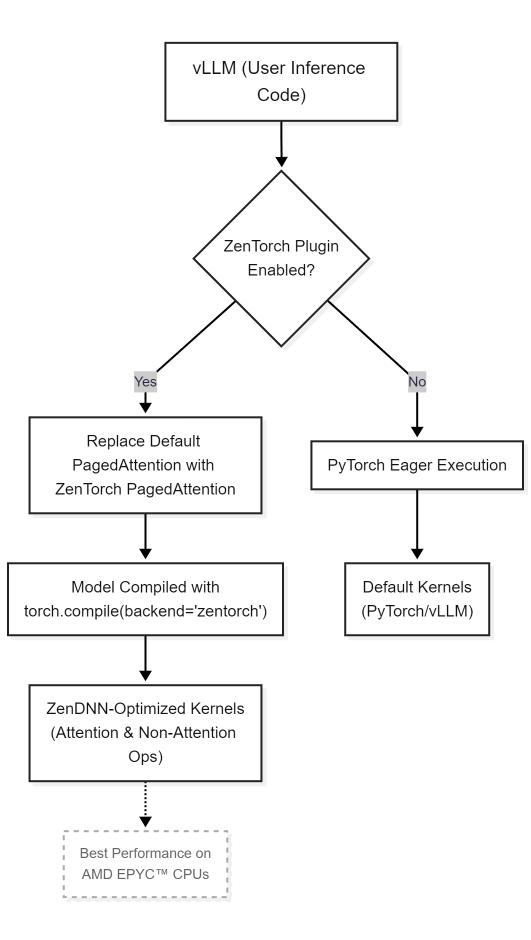 vLLM (User Inference
Code)
ZenTorch Plugin
Enabled?
Yes
No
Replace Default
PagedAttention with
ZenTorch PagedAttention
PyTorch Eager Execution
Model Compiled with
torch.compile(backend='zentorch')
Default Kernels
(PyTorch/vLLM)
ZenDNN-Optimized Kernels
(Attention & Non-Attention
Ops)
Best Performance on
AMD EPYC™ CPUs